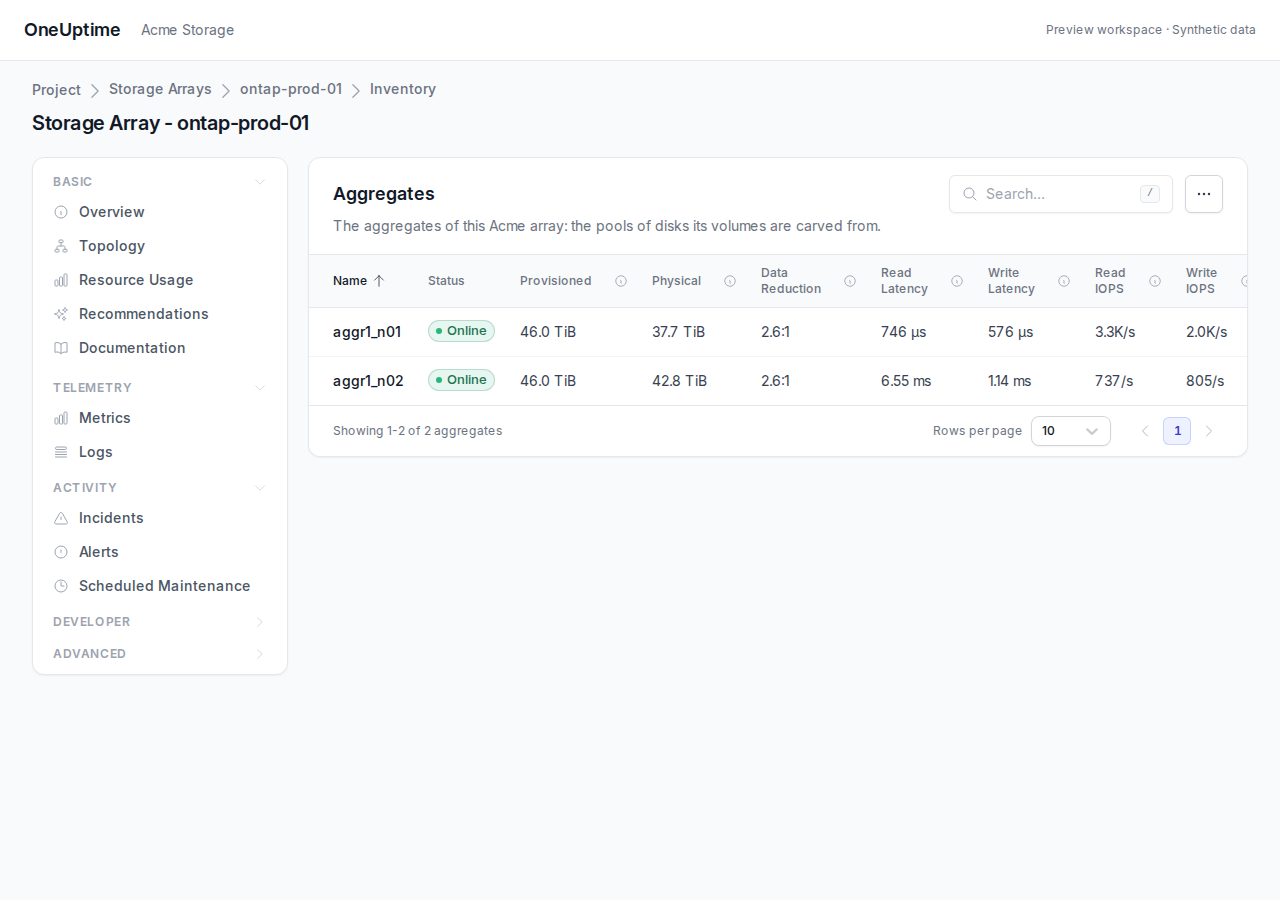 OneUptime Acme Storage Preview workspace · Synthetic data
Project Storage Arrays ontap-prod-01 Inventory
Storage Array - ontap-prod-01
BASIC
Overview
Topology
Resource Usage
Recommendations
Documentation
TELEMETRY
Metrics
Logs
ACTIVITY
Incidents
Alerts
Scheduled Maintenance
DEVELOPER
ADVANCED
Aggregates Search... /
The aggregates of this Acme array: the pools of disks its volumes are carved from.
Name Status Provisioned Physical Data Reduction Read Latency Write Latency Read IOPS Write IOPS
aggr1_n01 Online 46.0 TiB 37.7 TiB 2.6:1 746 µs 576 µs 3.3K/s 2.0K/s
aggr1_n02 Online 46.0 TiB 42.8 TiB 2.6:1 6.55 ms 1.14 ms 737/s 805/s
Showing 1-2 of 2 aggregates Rows per page 10 1